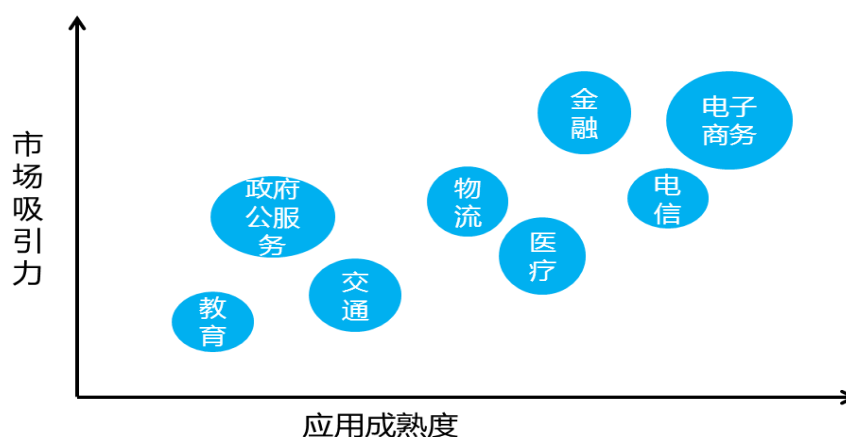 市
场
吸
引
力
金
融
电子
商务
政府
公服
务
物
流
电
信
医
疗
交
通
教
育
应用成熟度